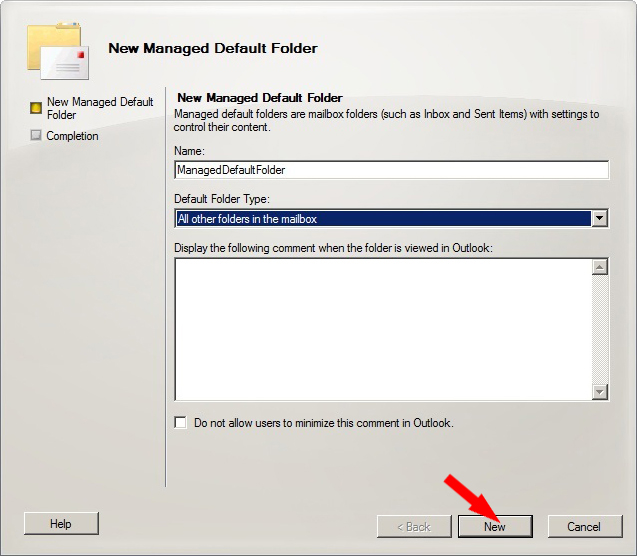 New Managed Default Folder
New Managed Default
Folder
Completion
New Managed Default Folder
Managed default folders are mailbox folders (such as Inbox and Sent Items) with settings to
control their content.
Name:
ManagedDefaultFolder
Default Folder Type:
All other folders in the mailbox
Display the following comment when the folder is viewed in Outlook:
Do not allow users to minimize this comment in Outlook.
Help
< Back
New
Cancel